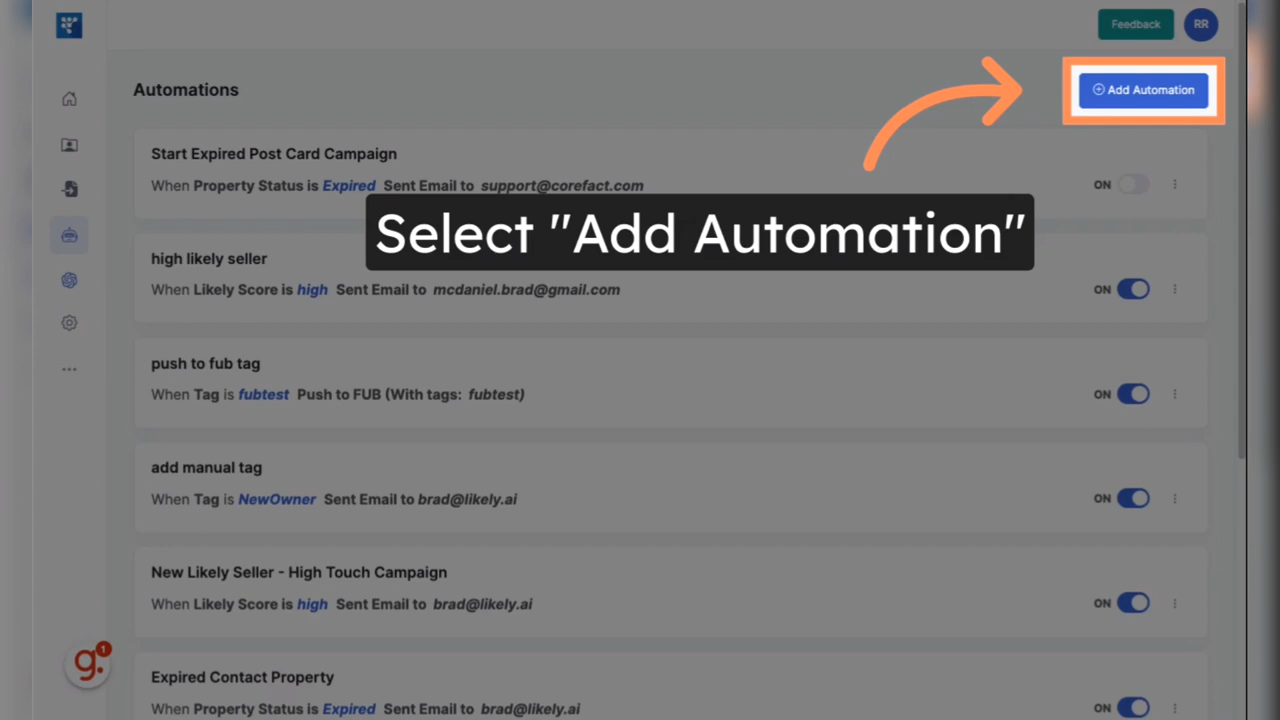 Feedback
RR
Automations
Add Automation
Start Expired Post Card Campaign
When Property Status is Expired Sent Email to support@corefact.com
ON
Select "Add Automation"
high likely seller
When Likely Score is high Sent Email to mcdaniel.brad@gmail.com
ON
push to fub tag
When Tag is fubtest Push to FUB (With tags: fubtest)
ON
add manual tag
When Tag is NewOwner Sent Email to brad@likely.ai
ON
New Likely Seller - High Touch Campaign
When Likely Score is high Sent Email to brad@likely.ai
ON
g.
1
Expired Contact Property
When Property Status is Expired Sent Email to brad@likely.ai
ON